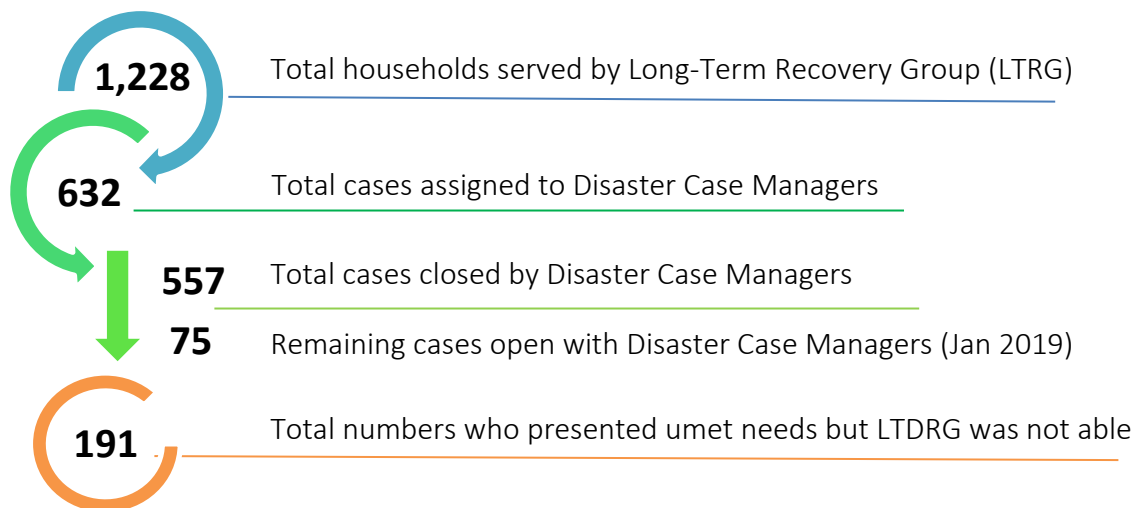 1,228 Total households served by Long-Term Recovery Group (LTRG)
632 Total cases assigned to Disaster Case Managers
557 Total cases closed by Disaster Case Managers
75 Remaining cases open with Disaster Case Managers (Jan 2019)
191 Total numbers who presented umet needs but LTDRG was not able